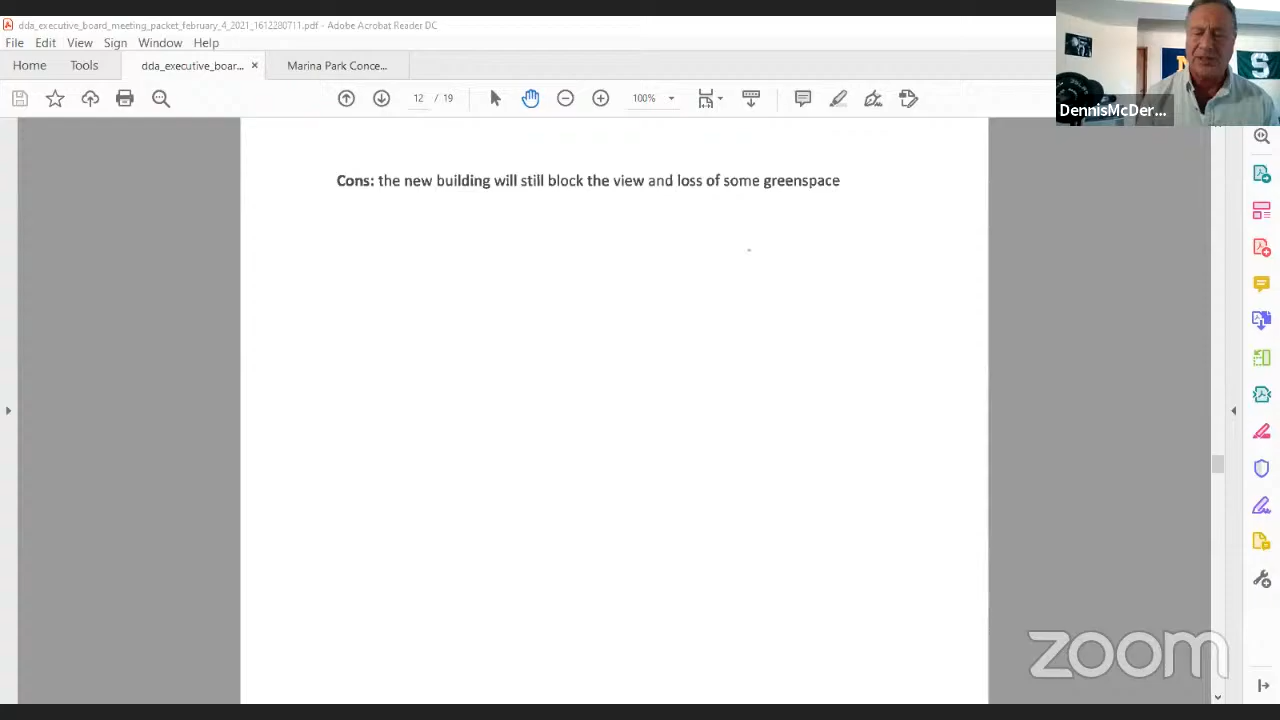 dda_executive_board_meeting_packet_february_4_2021_1612280711.pdf - Adobe Acrobat Reader DC
File Edit View Sign Window Help
Home Tools dda_executive_boar... × Marina Park Conce...
12 / 19 100%
DennisMcDer...
Cons: the new building will still block the view and loss of some greenspace
N S
zoom